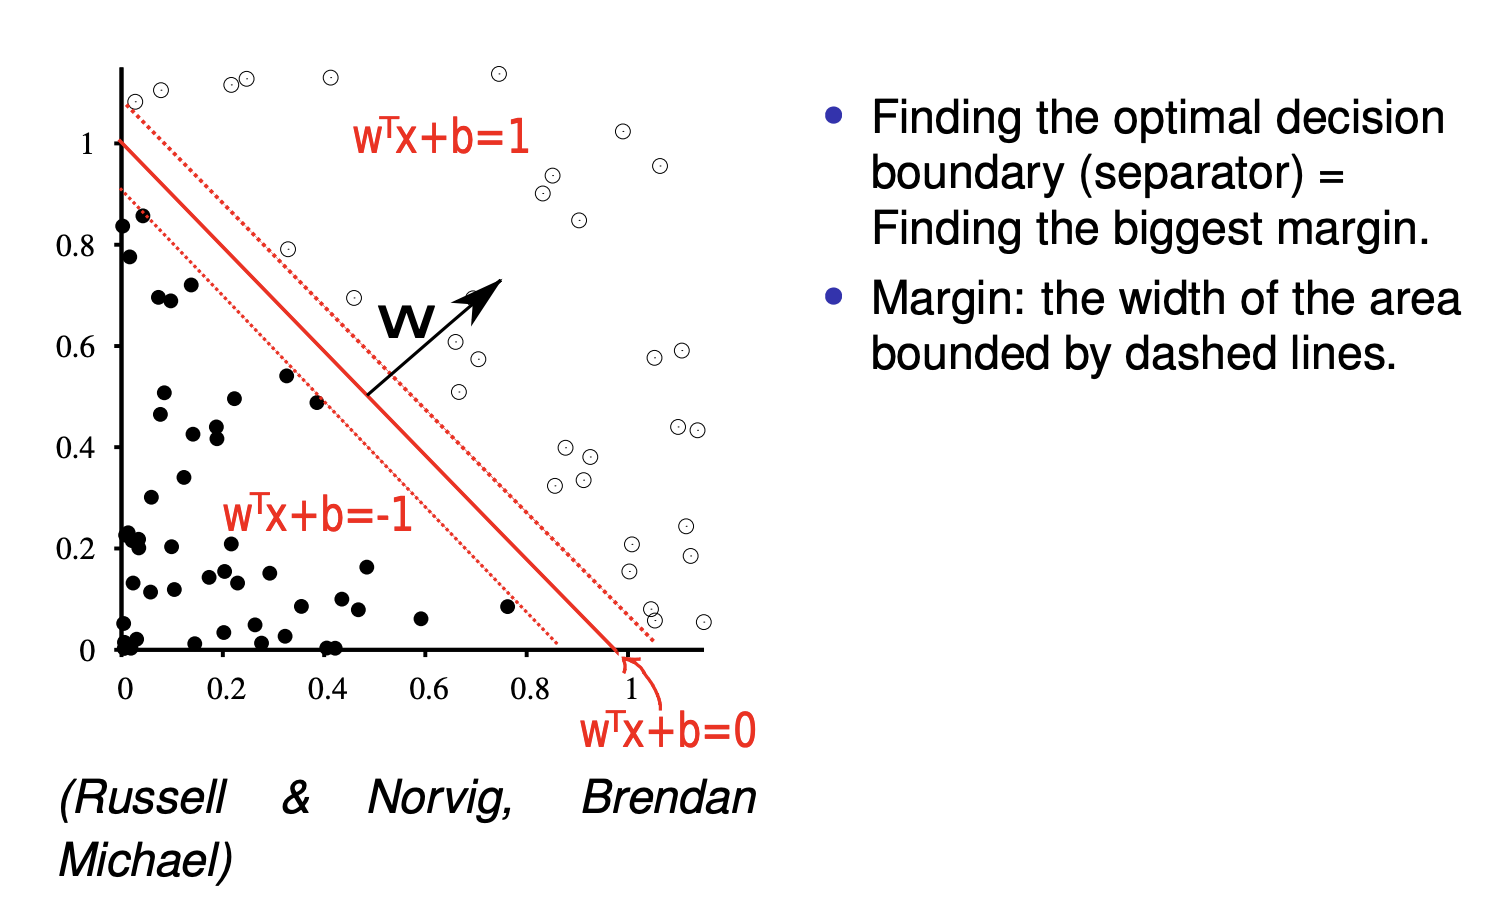 wᵀx+b=1
1
0.8
w
0.6
0.4
wᵀx+b=-1
0.2
0
0 0.2 0.4 0.6 0.8 1
wᵀx+b=0
(Russell & Norvig, Brendan
Michael)
• Finding the optimal decision
boundary (separator) =
Finding the biggest margin.
• Margin: the width of the area
bounded by dashed lines.